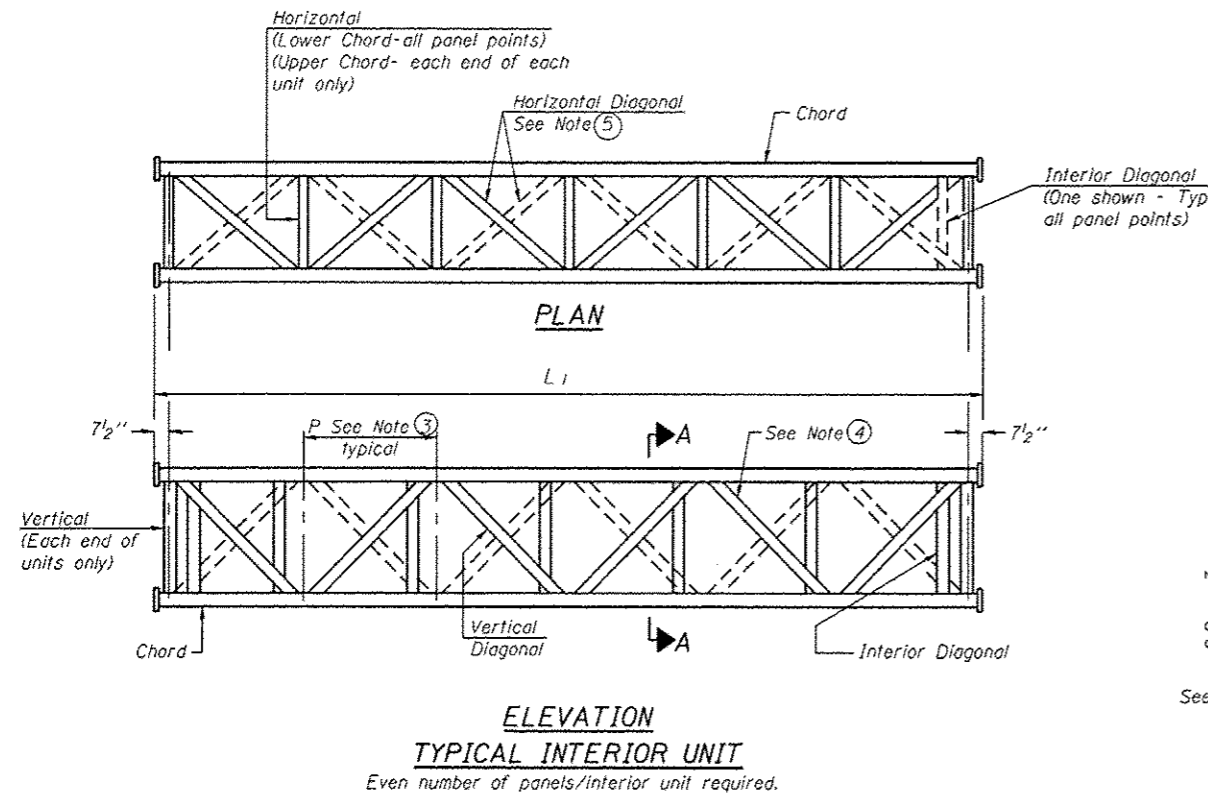 Horizontal
(Lower Chord-all panel points)
(Upper Chord- each end of each
unit only)
Horizontal Diagonal
See Note 5
Chord
Interior Diagonal
(One shown - Typ
all panel points)
PLAN
L1
7½"
P See Note 3
typical
A
See Note 4
7½"
Vertical
(Each end of
units only)
Chord
Vertical
Diagonal
A
Interior Diagonal
See
ELEVATION
TYPICAL INTERIOR UNIT
Even number of panels/interior unit required.